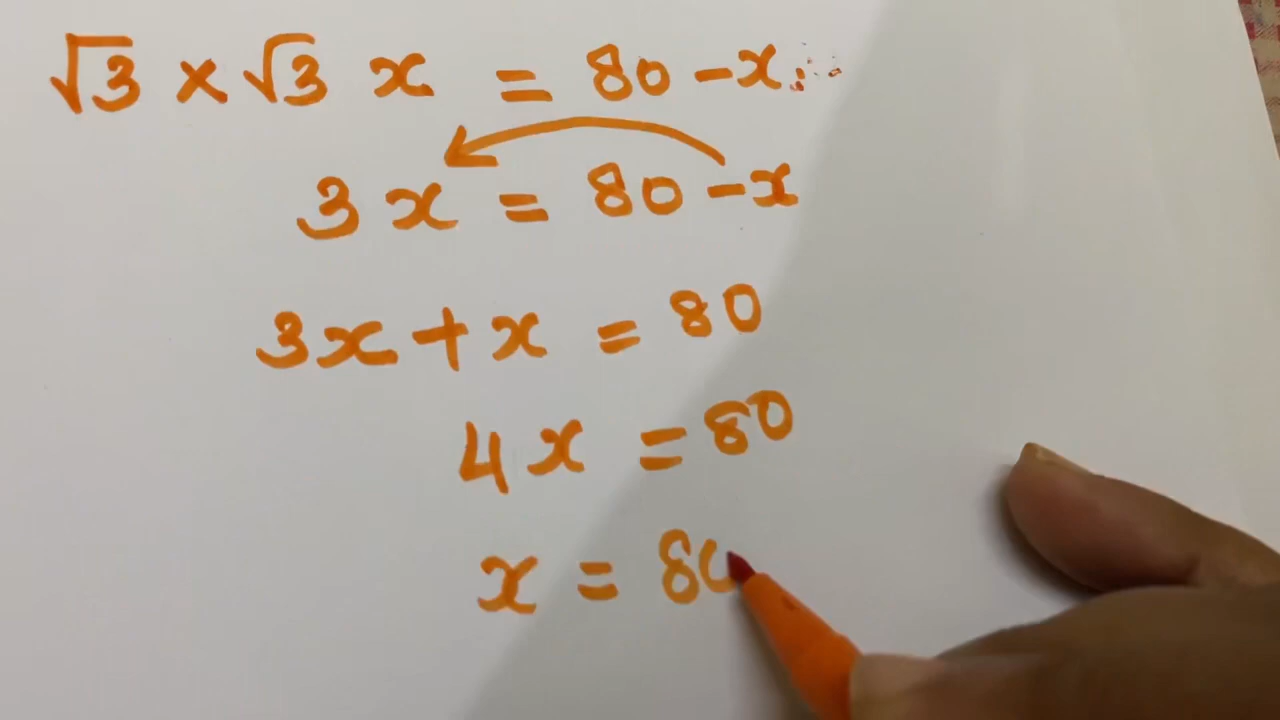 √3 × √3 x = 80 - x
3x = 80 - x
3x + x = 80
4x = 80
x = 80